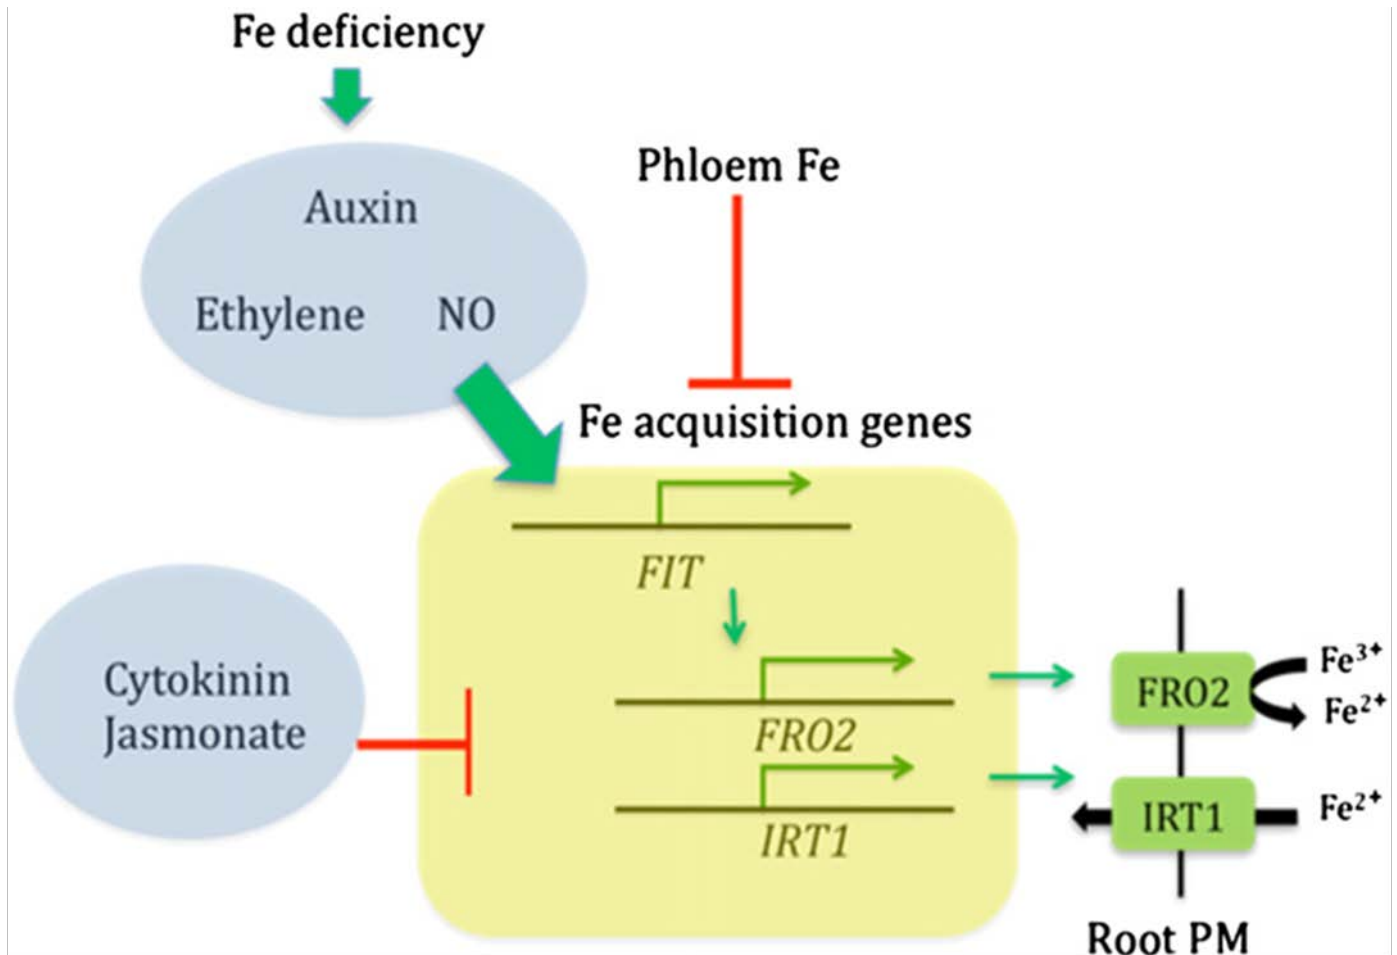 Fe deficiency
Auxin
Ethylene NO
Phloem Fe
Fe acquisition genes
FIT
Cytokinin
Jasmonate
FRO2
IRT1
FRO2
Fe³⁺
Fe²⁺
IRT1
Fe²⁺
Root PM